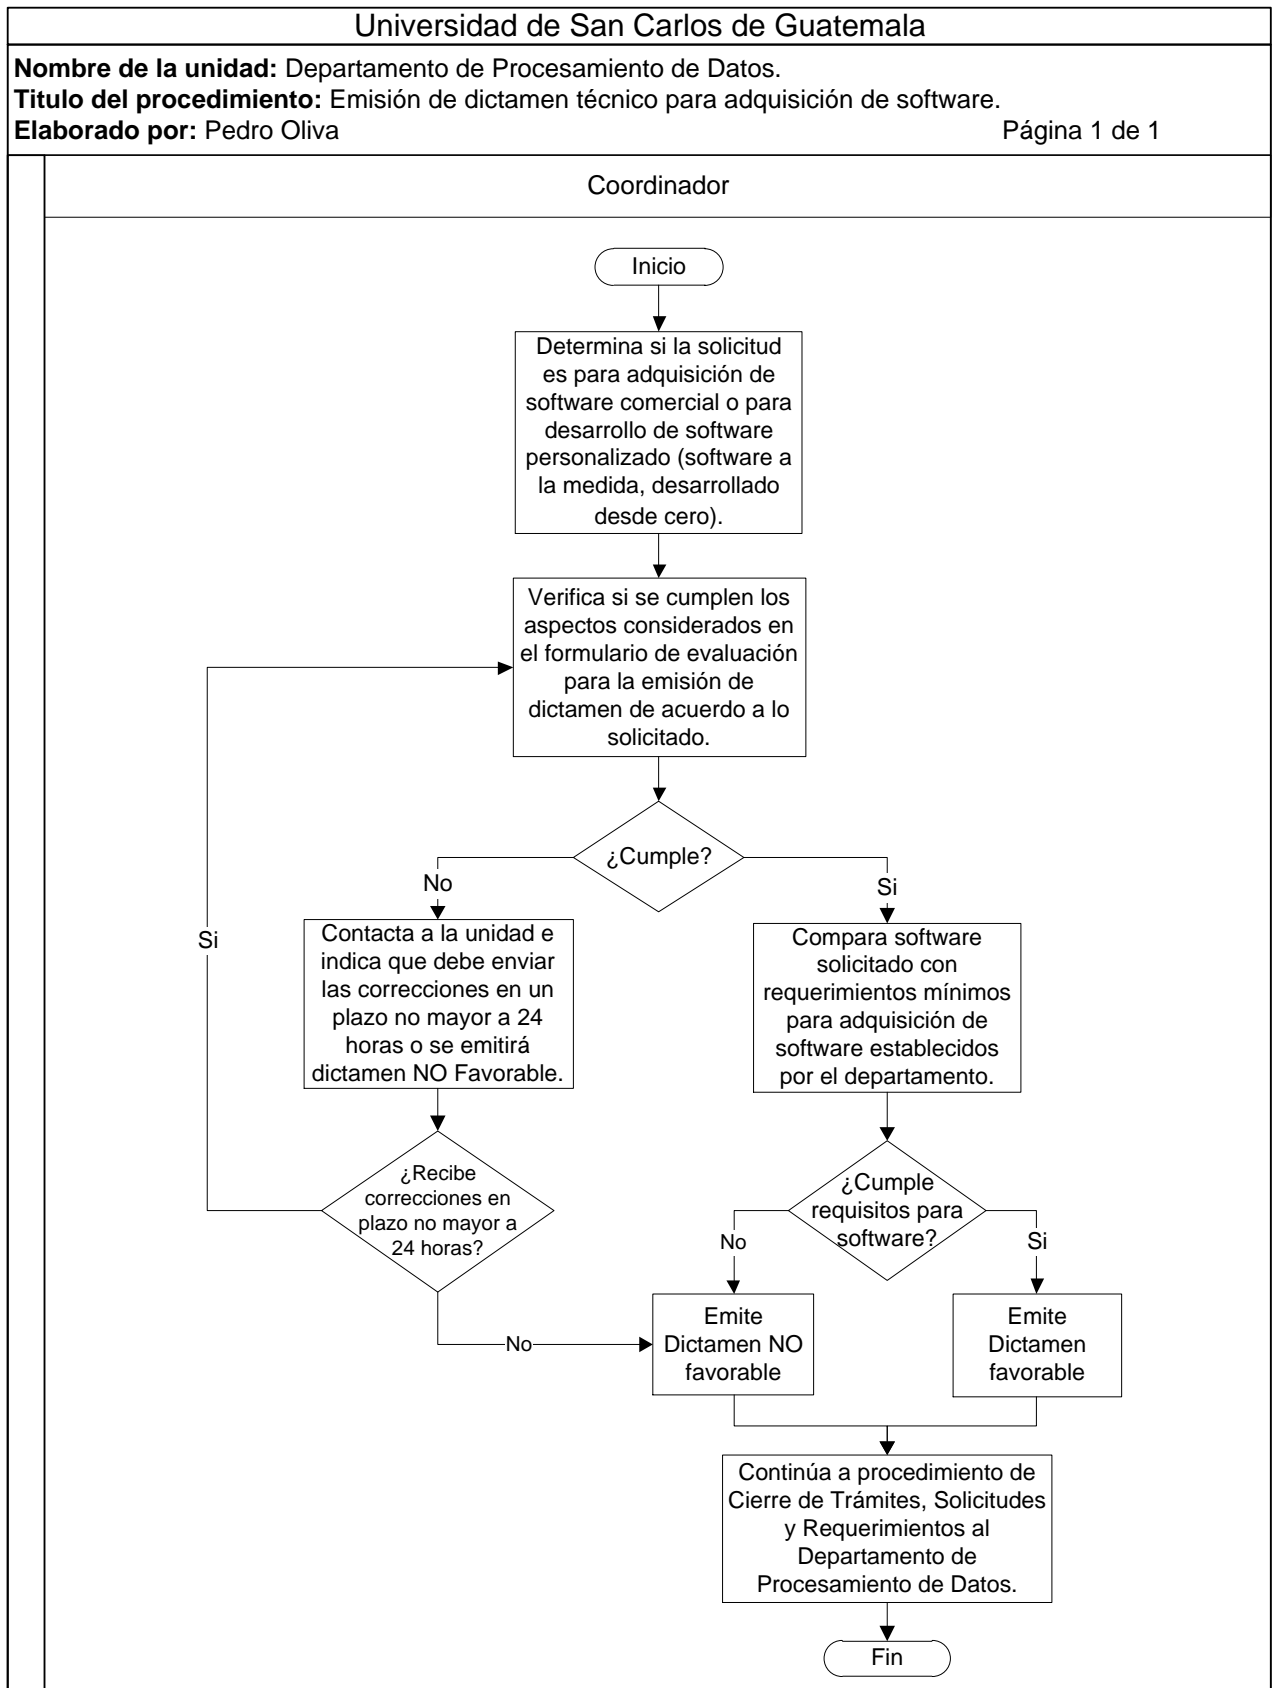 Universidad de San Carlos de Guatemala
Nombre de la unidad: Departamento de Procesamiento de Datos.
Titulo del procedimiento: Emisión de dictamen técnico para adquisición de software.
Elaborado por: Pedro Oliva Página 1 de 1
Coordinador
Inicio
Determina si la solicitud
es para adquisición de
software comercial o para
desarrollo de software
personalizado (software a
la medida, desarrollado
desde cero).
Verifica si se cumplen los
aspectos considerados en
el formulario de evaluación
para la emisión de
dictamen de acuerdo a lo
solicitado.
¿Cumple?
No
Si
Si
Contacta a la unidad e
indica que debe enviar
las correcciones en un
plazo no mayor a 24
horas o se emitirá
dictamen NO Favorable.
Compara software
solicitado con
requerimientos mínimos
para adquisición de
software establecidos
por el departamento.
¿Recibe
correcciones en
plazo no mayor a
24 horas?
¿Cumple
requisitos para
software?
No
Si
No
Emite
Dictamen NO
favorable
Emite
Dictamen
favorable
Continúa a procedimiento de
Cierre de Trámites, Solicitudes
y Requerimientos al
Departamento de
Procesamiento de Datos.
Fin